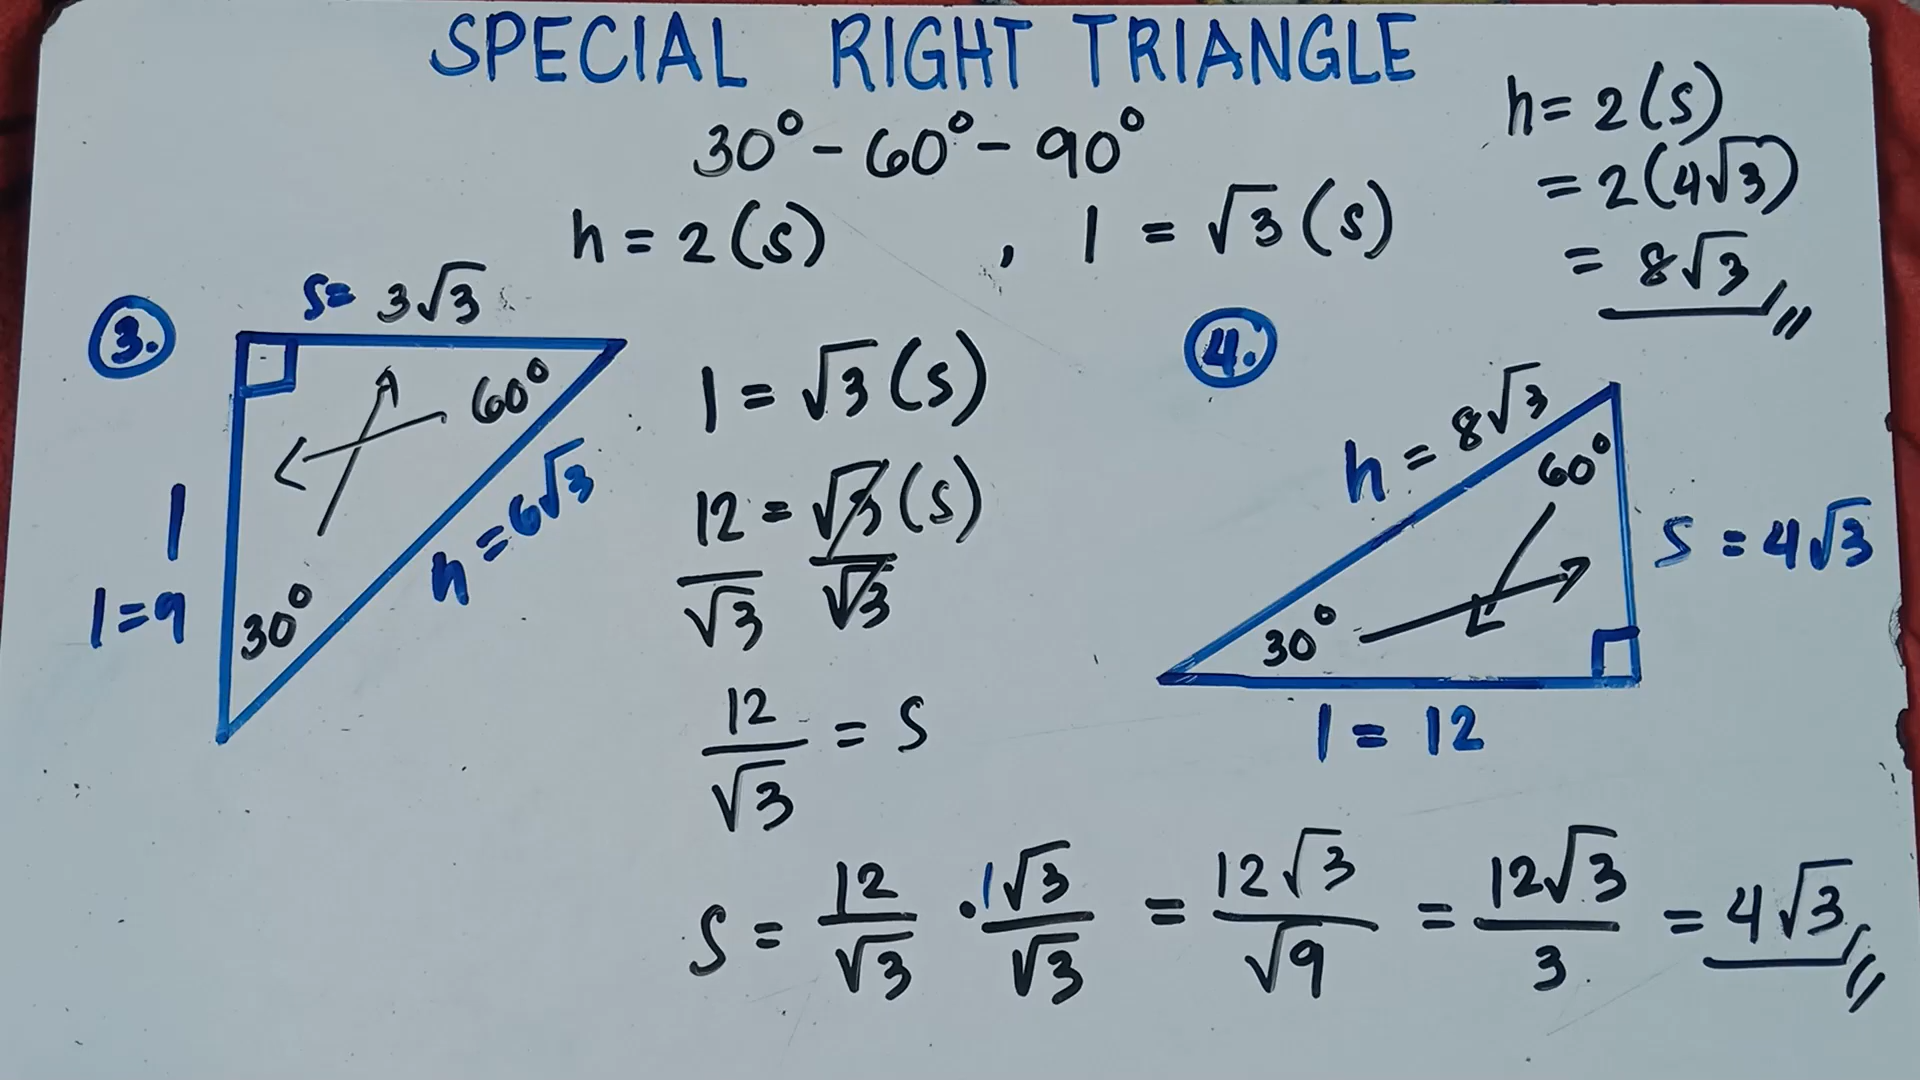 SPECIAL RIGHT TRIANGLE
30° - 60° - 90°
h = 2(s) , l = √3(s)
h = 2(s)
= 2(4√3)
= 8√3
3.
s = 3√3
60°
30°
l
l = 9
h = 6√3
l = √3(s)
12/√3 = √3(s)/√3
12/√3 = s
4.
h = 8√3
60°
30°
s = 4√3
l = 12
s = 12/√3 · 1√3/√3 = 12√3/√9 = 12√3/3 = 4√3